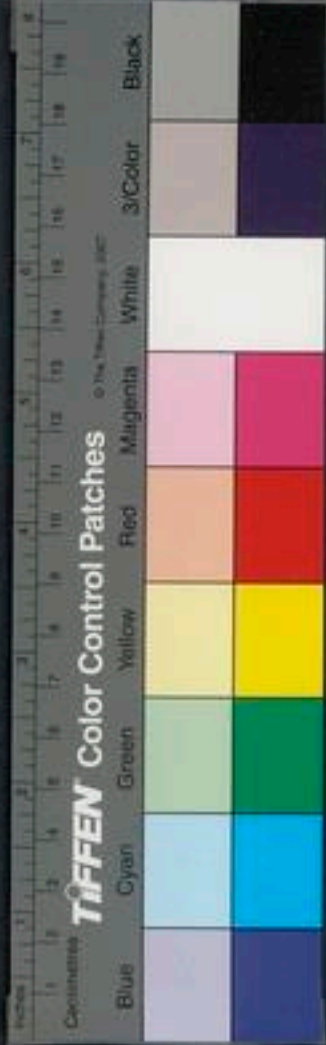 Inches 1 2 3 4 5 6 7 8
Centimetres 1 2 3 4 5 6 7 8 9 10 11 12 13 14 15 16 17 18 19
TIFFEN Color Control Patches © The Tiffen Company, 2007
Blue Cyan Green Yellow Red Magenta White 3/Color Black